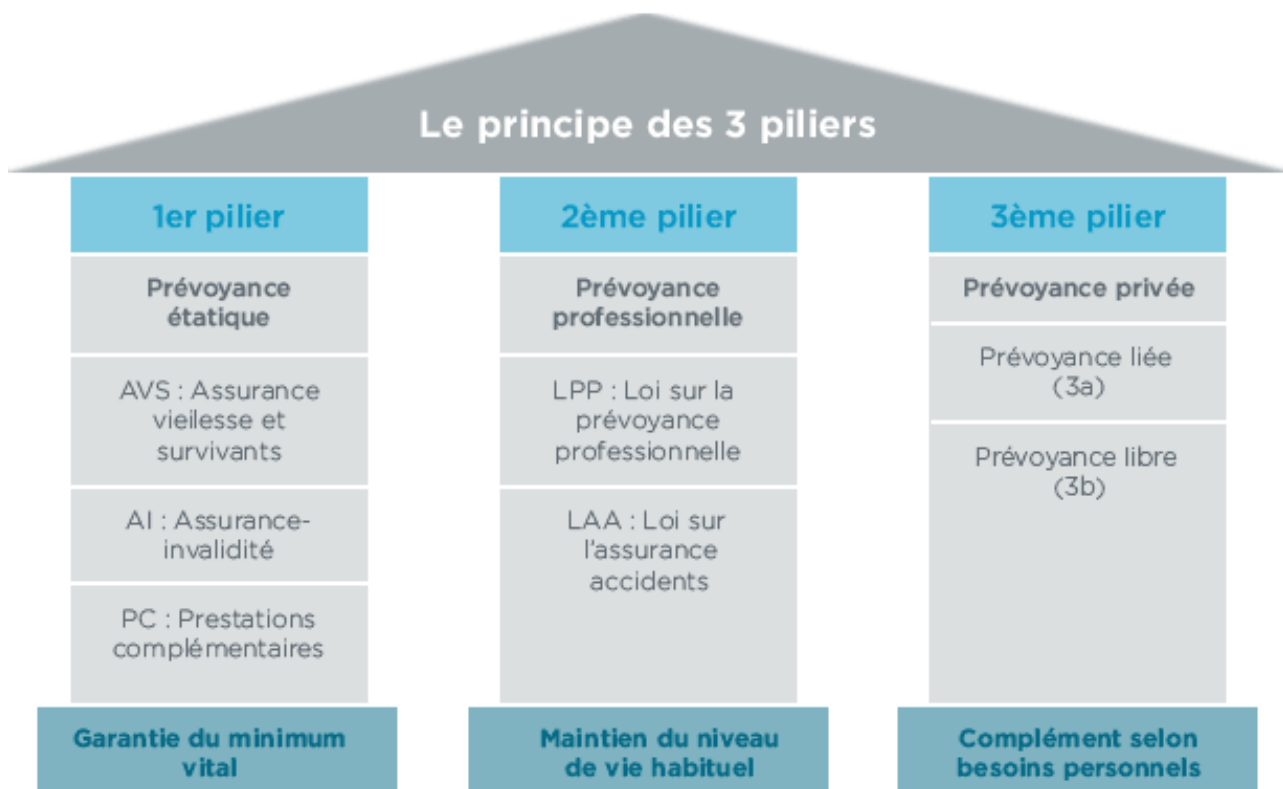 Le principe des 3 piliers
1er pilier
Prévoyance
étatique
AVS : Assurance
vieilesse et
survivants
AI : Assurance-
invalidité
PC : Prestations
complémentaires
Garantie du minimum
vital
2ème pilier
Prévoyance
professionnelle
LPP : Loi sur la
prévoyance
professionnelle
LAA : Loi sur
l'assurance
accidents
Maintien du niveau
de vie habituel
3ème pilier
Prévoyance privée
Prévoyance liée
(3a)
Prévoyance libre
(3b)
Complément selon
besoins personnels